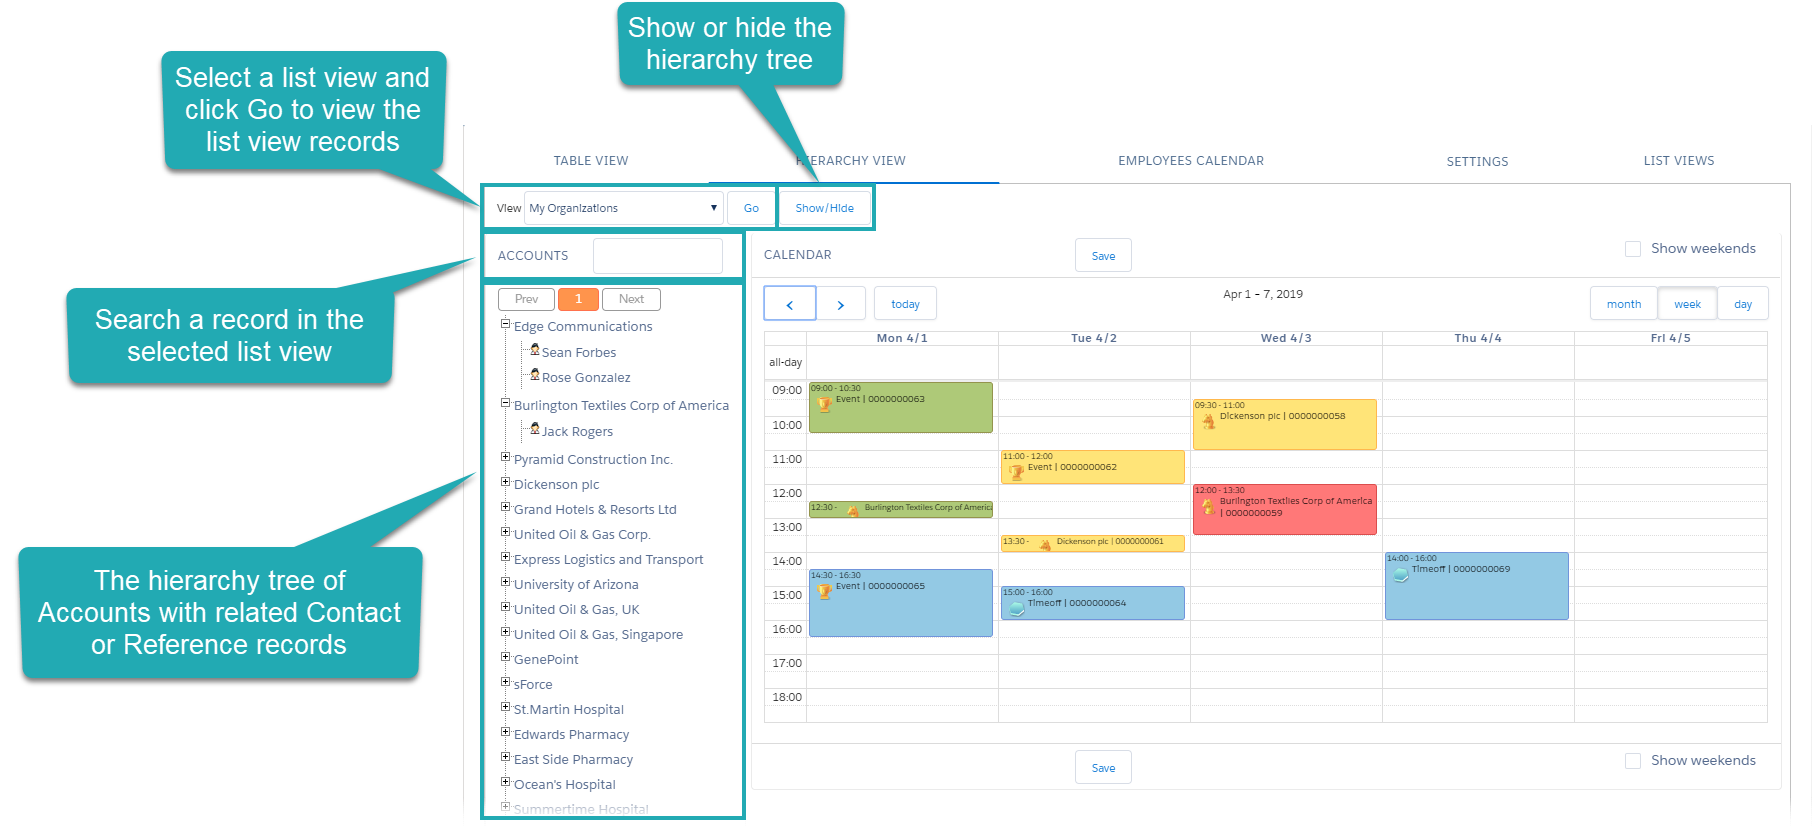 Show or hide the
hierarchy tree
Select a list view and
click Go to view the
list view records
TABLE VIEW
HIERARCHY VIEW
EMPLOYEES CALENDAR
SETTINGS
LIST VIEWS
View
My Organizations
Go
Show/Hide
ACCOUNTS
CALENDAR
Save
Show weekends
Search a record in the
selected list view
Prev
1
Next
today
Apr 1 – 7, 2019
month
week
day
Edge Communications
Sean Forbes
Rose Gonzalez
Burlington Textiles Corp of America
Jack Rogers
Pyramid Construction Inc.
Dickenson plc
Grand Hotels & Resorts Ltd
United Oil & Gas Corp.
Express Logistics and Transport
University of Arizona
United Oil & Gas, UK
United Oil & Gas, Singapore
GenePoint
sForce
St.Martin Hospital
Edwards Pharmacy
East Side Pharmacy
Ocean's Hospital
Summertime Hospital
The hierarchy tree of
Accounts with related Contact
or Reference records
Mon 4/1
Tue 4/2
Wed 4/3
Thu 4/4
Fri 4/5
all-day
09:00
10:00
11:00
12:00
13:00
14:00
15:00
16:00
17:00
18:00
09:00 - 10:30
Event | 0000000063
12:30 -
Burlington Textiles Corp of America
14:30 - 16:30
Event | 0000000065
11:00 - 12:00
Event | 0000000062
13:30 -
Dickenson plc | 0000000061
15:00 - 16:00
Timeoff | 0000000064
09:30 - 11:00
Dickenson plc | 0000000058
12:00 - 13:30
Burlington Textiles Corp of America
| 0000000059
14:00 - 16:00
Timeoff | 0000000069
Save
Show weekends